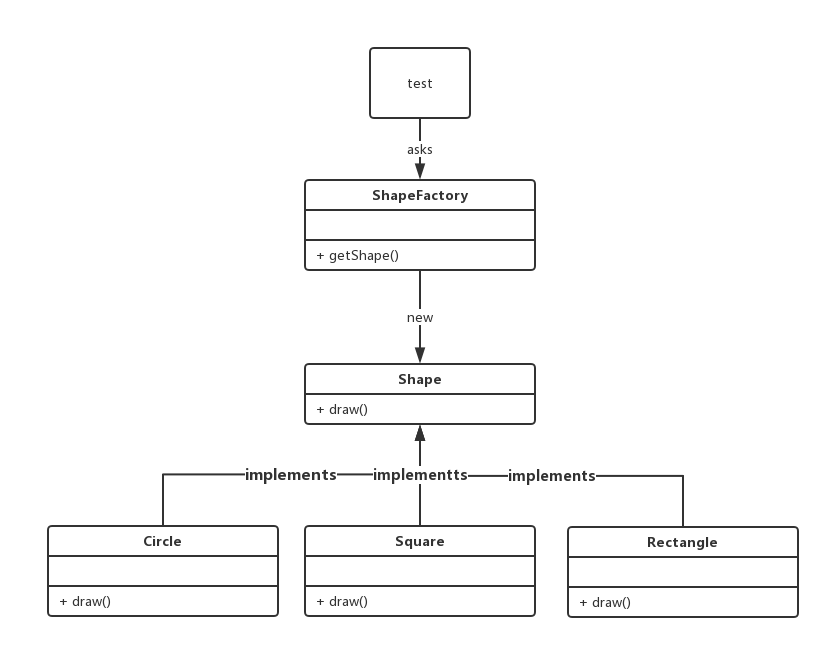 test
asks
ShapeFactory
+ getShape()
new
Shape
+ draw()
implements implementts implements
Circle Square Rectangle
+ draw() + draw() + draw()